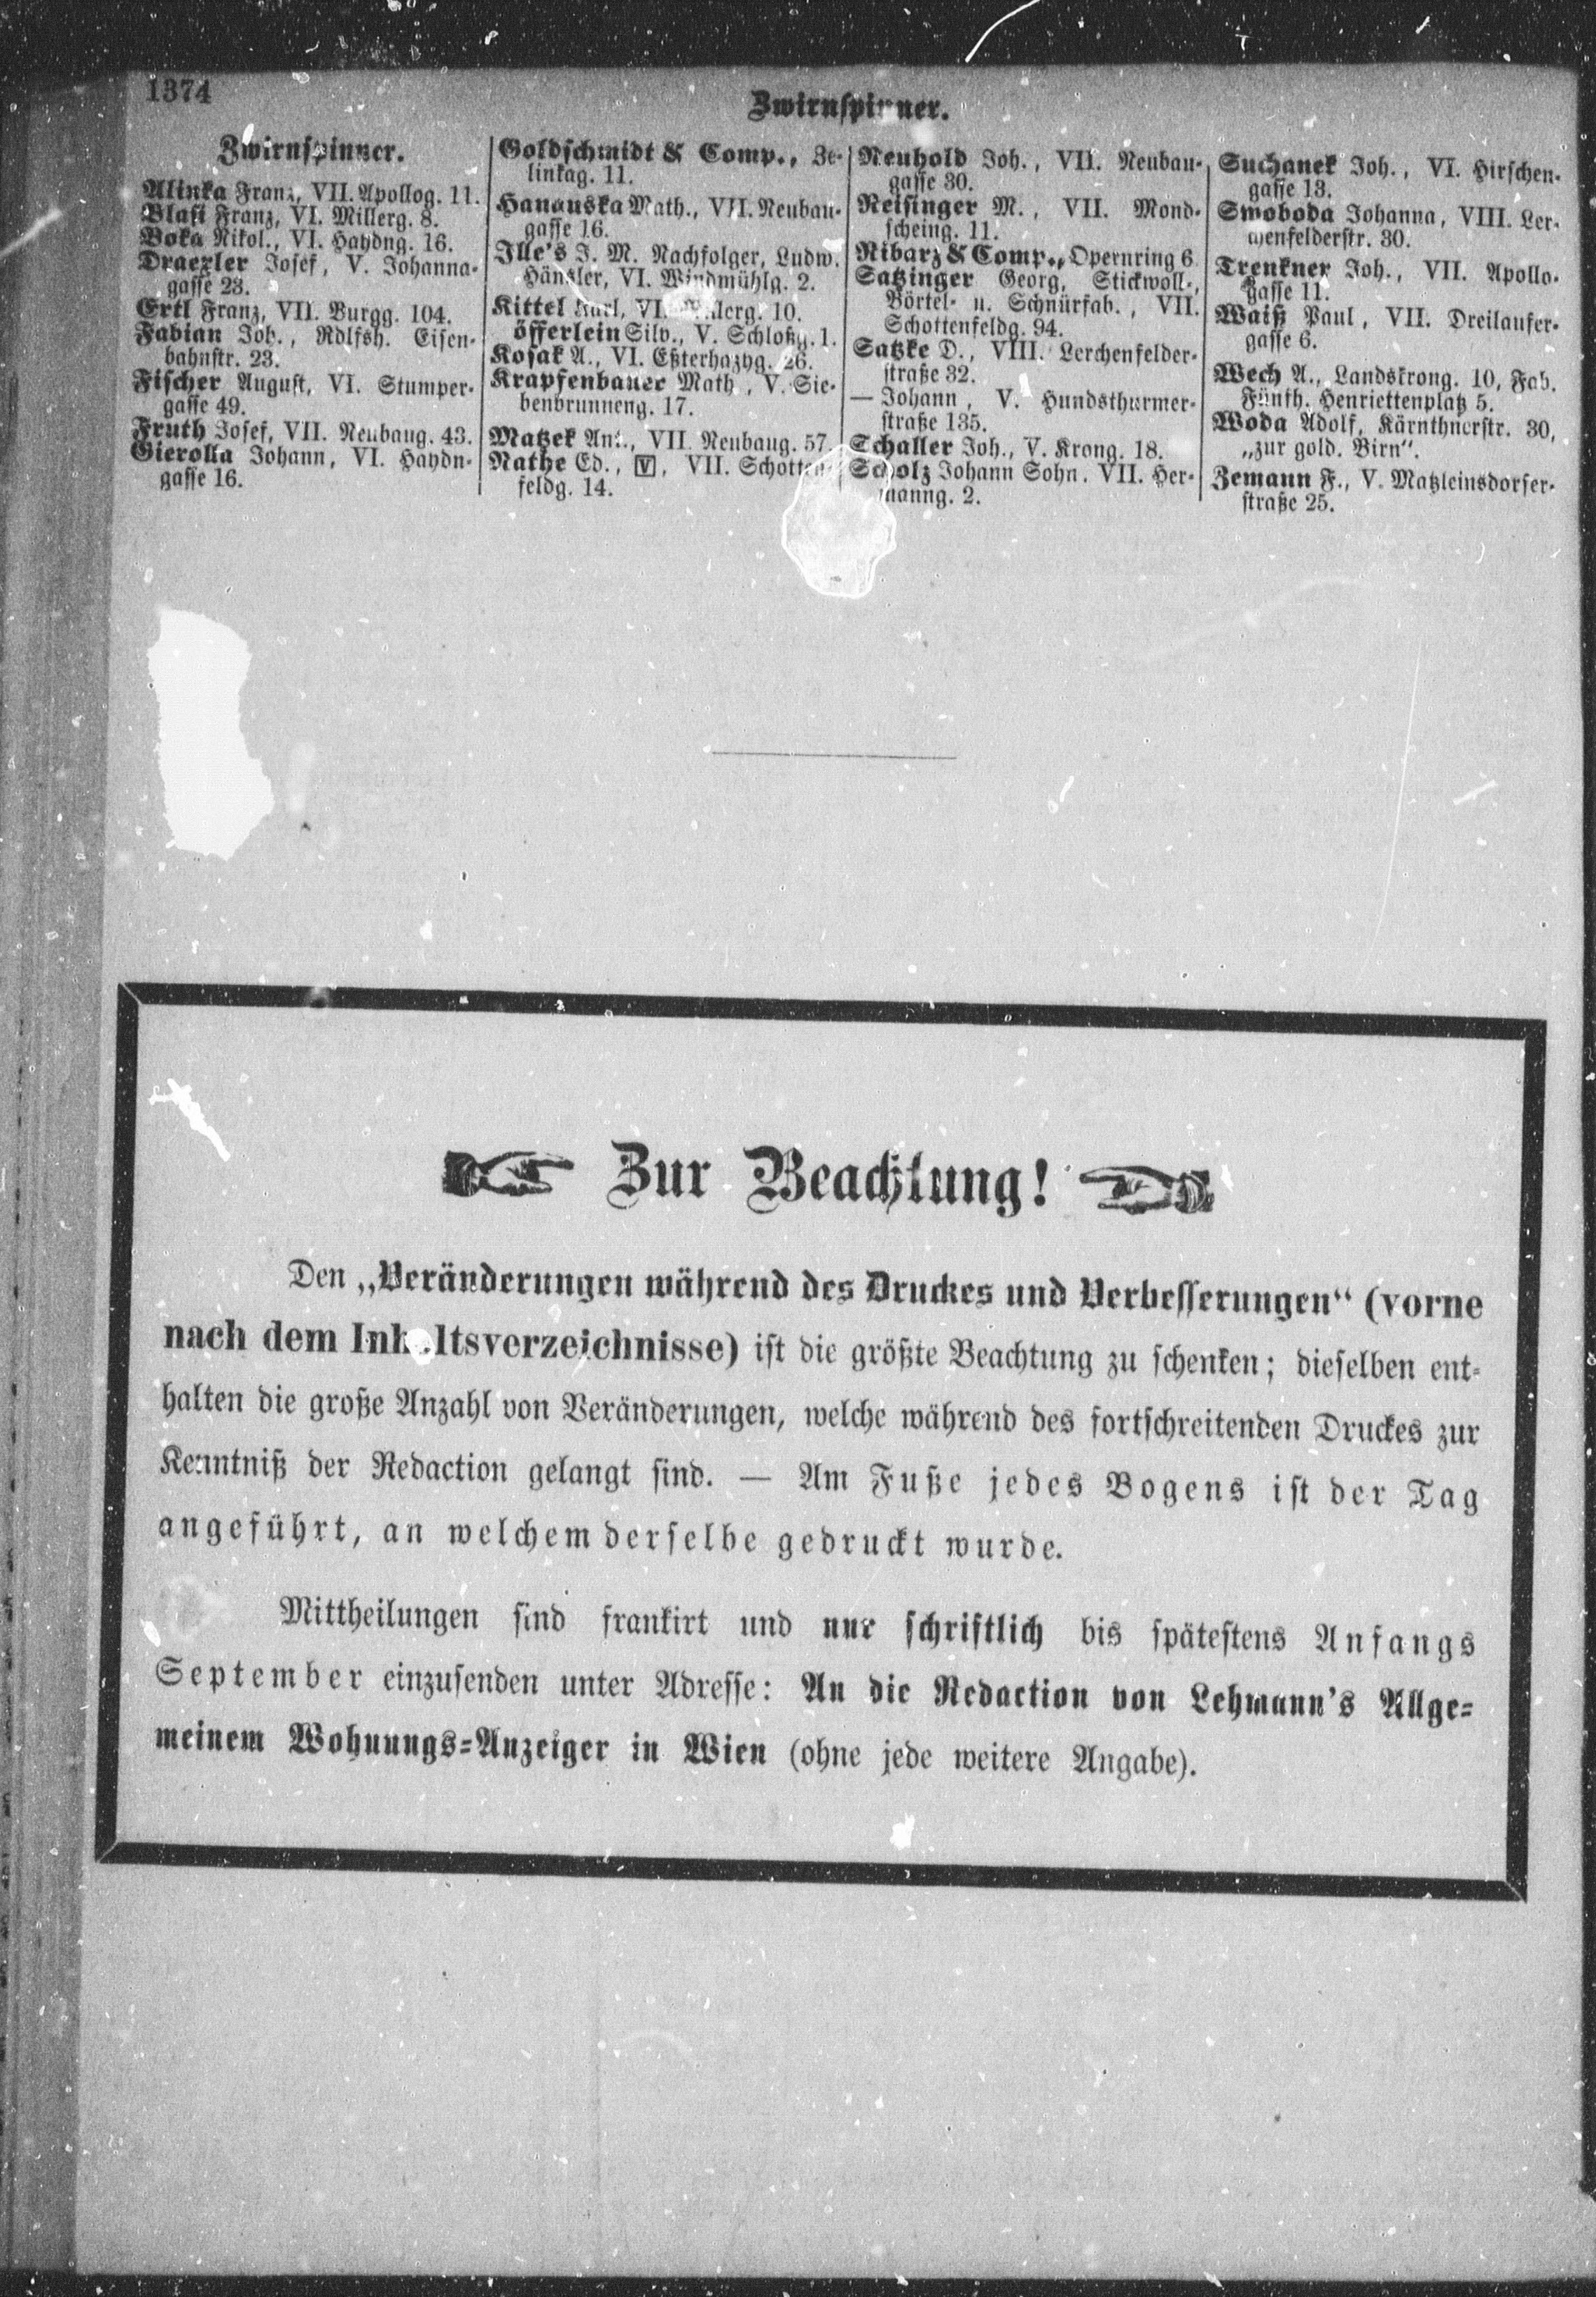 1374
Zwirnspinner.
Zwirnspinner.
Alinka Franz, VII. Apollog. 11.
Blasi Franz, VI. Millerg. 8.
Boka Nikol., VI. Haydng. 16.
Draexler Josef, V. Johanna-
gasse 23.
Ertl Franz, VII. Burgg. 104.
Fabian Joh., Rdlfsh. Eisen-
bahnstr. 23.
Fischer August, VI. Stumper-
gasse 49.
Fruth Josef, VII. Neubaug. 43.
Gierolla Johann, VI. Haydn-
gasse 16.
Goldschmidt & Comp., Ze-
linkag. 11.
Hanauska Math., VII. Neubau-
gasse 16.
Ille's J. M. Nachfolger, Ludw.
Hänsler, VI. Windmühlg. 2.
Kittel Karl, VI. 10.
öfferlein Silv., V. Schloßg. 1.
Kosak A., VI. Eßterhazyg. 26.
Krapfenbauer Math., V. Sie-
benbrunneng. 17.
Matzek Ant., VII. Neubaug. 57.
Nathe Ed., V, VII. Schotten-
feldg. 14.
Neuhold Joh., VII. Neubau-
gasse 30.
Reisinger M., VII. Mond-
scheing. 11.
Ribarz & Comp., Opernring 6.
Satzinger Georg, Stickwoll-,
Börtel- u. Schnürfab., VII.
Schottenfeldg. 94.
Satzke D., VIII. Lerchenfelder-
straße 32.
— Johann, V. Hundsthurmer-
straße 135.
Schaller Joh., V. Krong. 18.
Scholz Johann Sohn, VII. Her-
manng. 2.
Suchanek Joh., VI. Hirschen-
gasse 13.
Swoboda Johanna, VIII. Ler-
chenfelderstr. 30.
Trenkner Joh., VII. Apollo-
gasse 11.
Waiß Paul, VII. Dreilaufer-
gasse 6.
Wech A., Landskrong. 10, Fab.
Fünfh. Henriettenplatz 5.
Woda Adolf, Kärnthnerstr. 30,
„zur gold. Birn“.
Zemann F., V. Matzleinsdorfer-
straße 25.
Zur Beachtung!
Den „Veränderungen während des Druckes und Verbesserungen“ (vorne
nach dem Inhaltsverzeichnisse) ist die größte Beachtung zu schenken; dieselben ent-
halten die große Anzahl von Veränderungen, welche während des fortschreitenden Druckes zur
Kenntniß der Redaction gelangt sind. — Am Fuße jedes Bogens ist der Tag
angeführt, an welchem derselbe gedruckt wurde.
Mittheilungen sind frankirt und nur schriftlich bis spätestens Anfangs
September einzusenden unter Adresse: An die Redaction von Lehmann's Allge-
meinem Wohnungs-Anzeiger in Wien (ohne jede weitere Angabe).